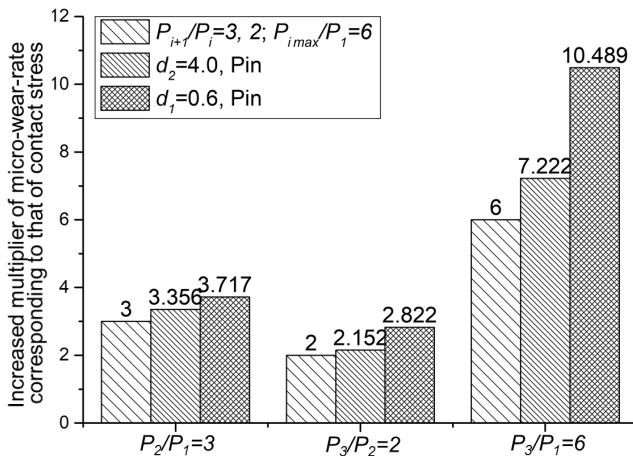 12
10
8
6
4
2
0
Increased multiplier of micro-wear-rate
corresponding to that of contact stress
P_{i+1}/P_i=3, 2; P_{i max}/P_1=6
d_2=4.0, Pin
d_1=0.6, Pin
3
3.356
3.717
2
2.152
2.822
6
7.222
10.489
P_2/P_1=3
P_3/P_2=2
P_3/P_1=6